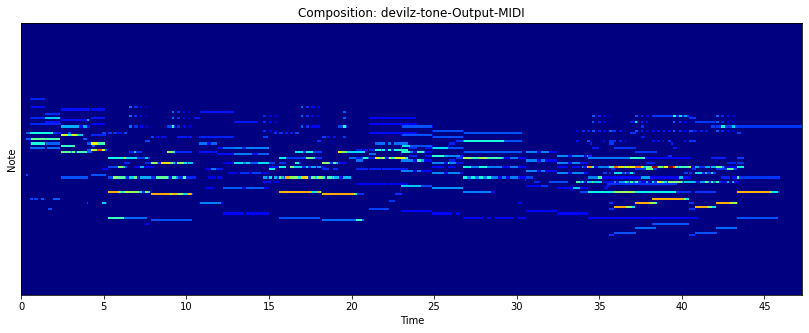 Composition: devilz-tone-Output-MIDI
Note
0 5 10 15 20 25 30 35 40 45
Time